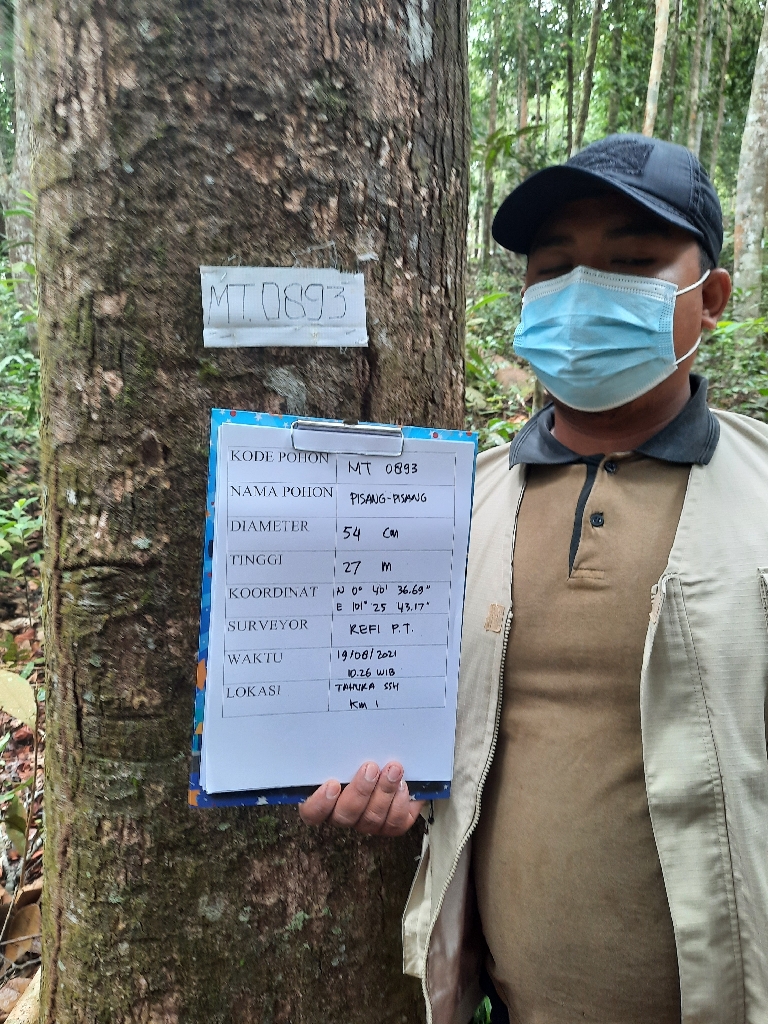 MT. 0893
KODE POHON MT 0893
NAMA POHON PISANG-PISANG
DIAMETER 54 Cm
TINGGI 27 m
KOORDINAT N 0° 40' 36.69"
E 101° 25 43.17"
SURVEYOR REFI P.T.
WAKTU 19/08/2021
10.26 WIB
LOKASI TAHURA SSH
Km 1